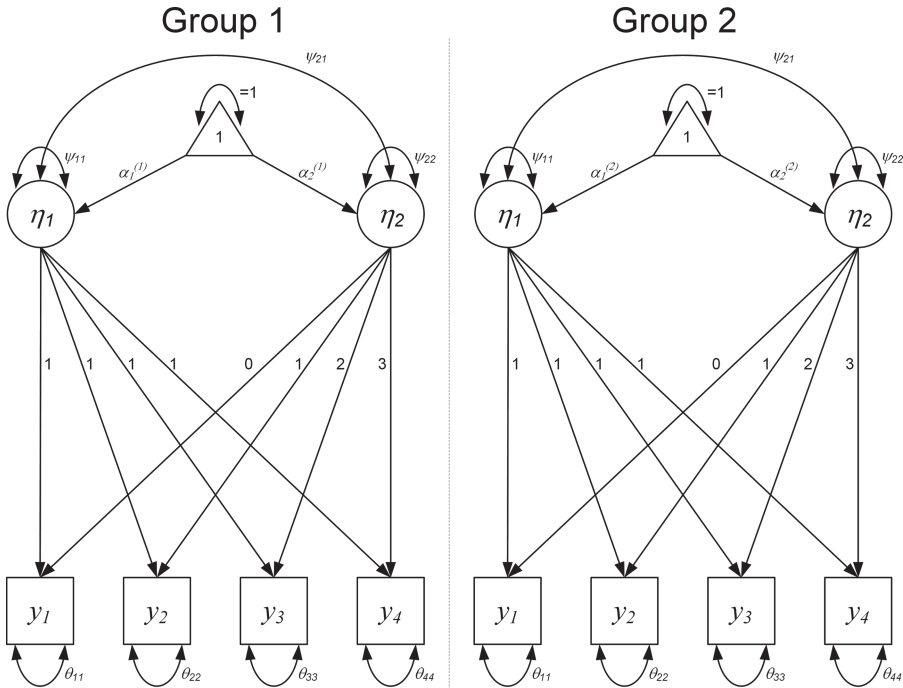 Group 1 Group 2
ψ21 ψ21
=1 =1
1 1
ψ11 ψ22 ψ11 ψ22
α1(1) α2(1) α1(2) α2(2)
η1 η2 η1 η2
1 1 1 1 0 1 2 3 1 1 1 1 0 1 2 3
y1 y2 y3 y4 y1 y2 y3 y4
θ11 θ22 θ33 θ44 θ11 θ22 θ33 θ44